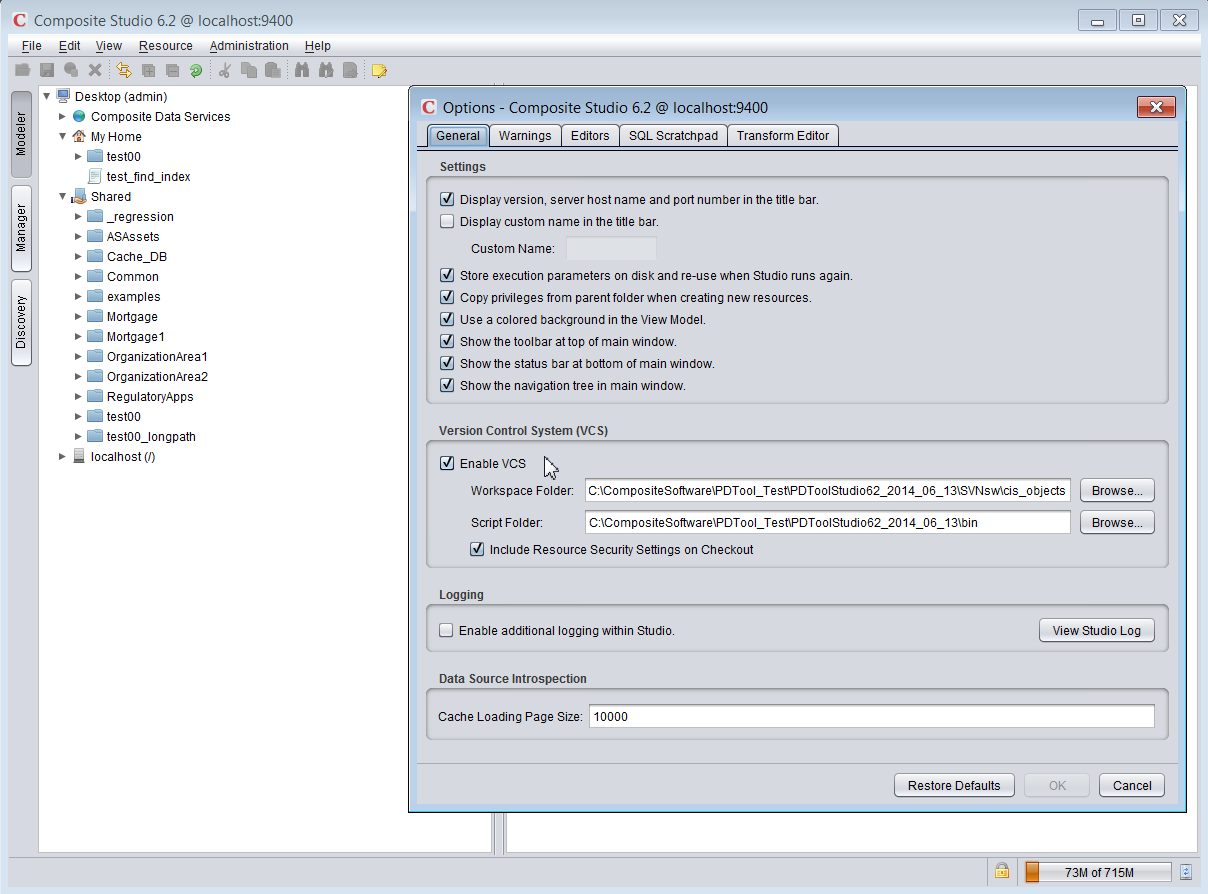 C Composite Studio 6.2 @ localhost:9400
File Edit View Resource Administration Help
Modeler
Manager
Discovery
Desktop (admin)
Composite Data Services
My Home
test00
test_find_index
Shared
_regression
ASAssets
Cache_DB
Common
examples
Mortgage
Mortgage1
OrganizationArea1
OrganizationArea2
RegulatoryApps
test00
test00_longpath
localhost (/)
C Options - Composite Studio 6.2 @ localhost:9400
General Warnings Editors SQL Scratchpad Transform Editor
Settings
Display version, server host name and port number in the title bar.
Display custom name in the title bar.
Custom Name:
Store execution parameters on disk and re-use when Studio runs again.
Copy privileges from parent folder when creating new resources.
Use a colored background in the View Model.
Show the toolbar at top of main window.
Show the status bar at bottom of main window.
Show the navigation tree in main window.
Version Control System (VCS)
Enable VCS
Workspace Folder: C:\CompositeSoftware\PDTool_Test\PDToolStudio62_2014_06_13\SVNsw\cis_objects Browse...
Script Folder: C:\CompositeSoftware\PDTool_Test\PDToolStudio62_2014_06_13\bin Browse...
Include Resource Security Settings on Checkout
Logging
Enable additional logging within Studio. View Studio Log
Data Source Introspection
Cache Loading Page Size: 10000
Restore Defaults OK Cancel
73M of 715M